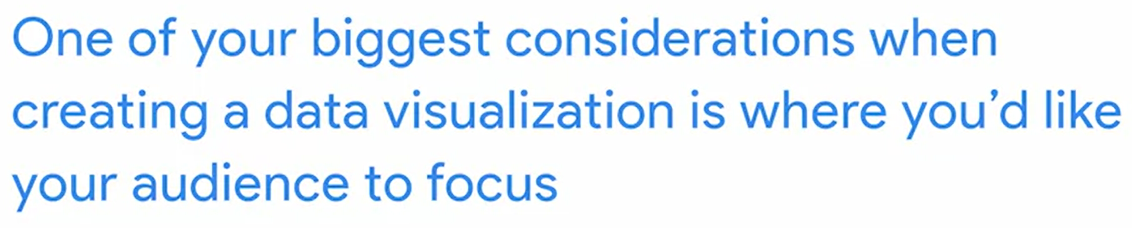 One of your biggest considerations when
creating a data visualization is where you’d like
your audience to focus